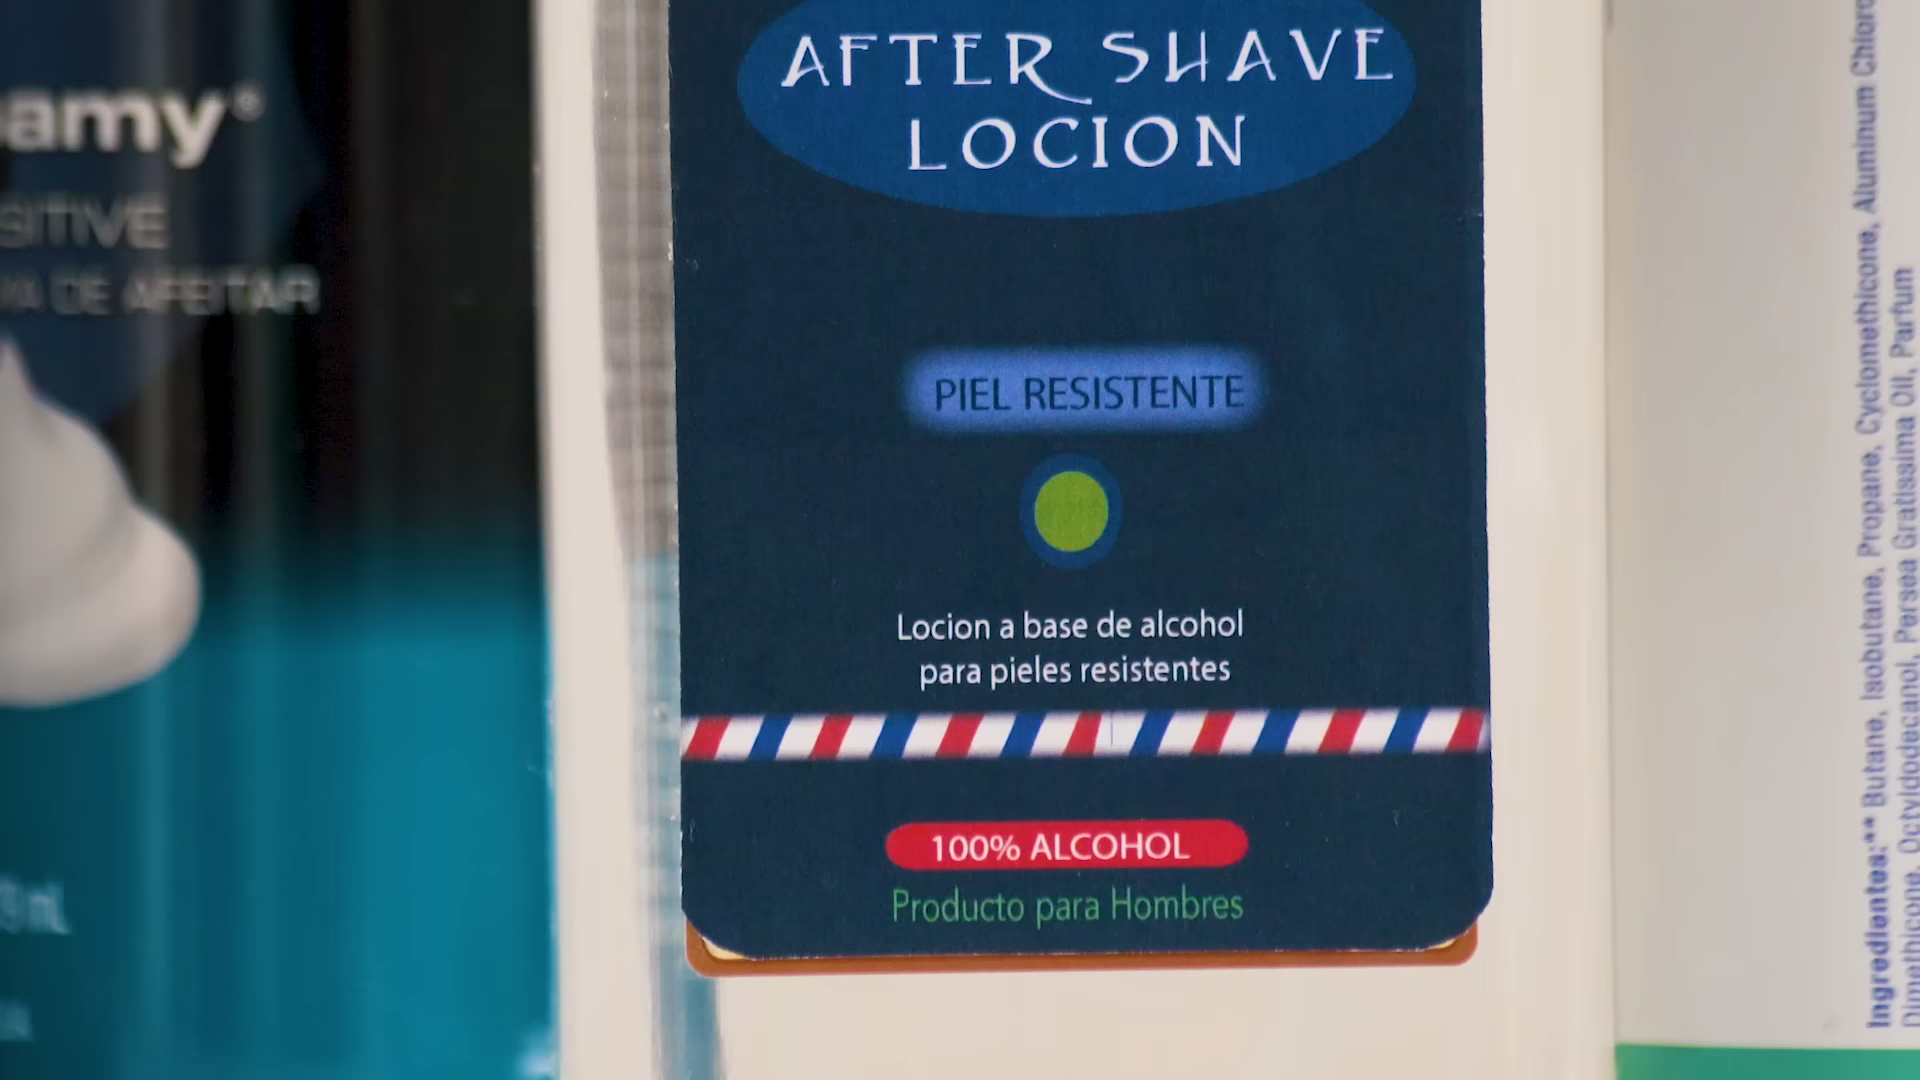 amy®
SITIVE
A DE AFEITAR
AFTER SHAVE
LOCION
PIEL RESISTENTE
Locion a base de alcohol
para pieles resistentes
100% ALCOHOL
Producto para Hombres
Ingredientes:** Butane, Isobutane, Propane, Cyclomethicone, Aluminum Chloro
Dimethicone, Octyldodecanol, Persea Gratissima Oil, Parfum